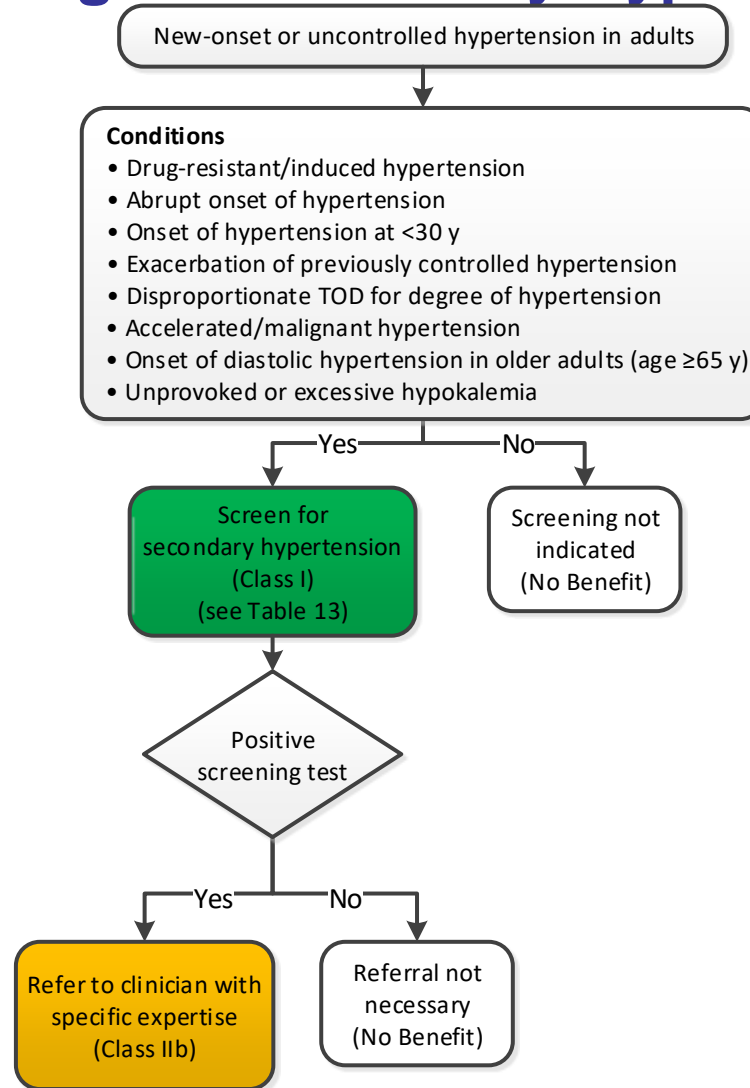 New-onset or uncontrolled hypertension in adults
Conditions
• Drug-resistant/induced hypertension
• Abrupt onset of hypertension
• Onset of hypertension at <30 y
• Exacerbation of previously controlled hypertension
• Disproportionate TOD for degree of hypertension
• Accelerated/malignant hypertension
• Onset of diastolic hypertension in older adults (age ≥65 y)
• Unprovoked or excessive hypokalemia
Yes
No
Screen for
secondary hypertension
(Class I)
(see Table 13)
Screening not
indicated
(No Benefit)
Positive
screening test
Yes
No
Refer to clinician with
specific expertise
(Class IIb)
Referral not
necessary
(No Benefit)